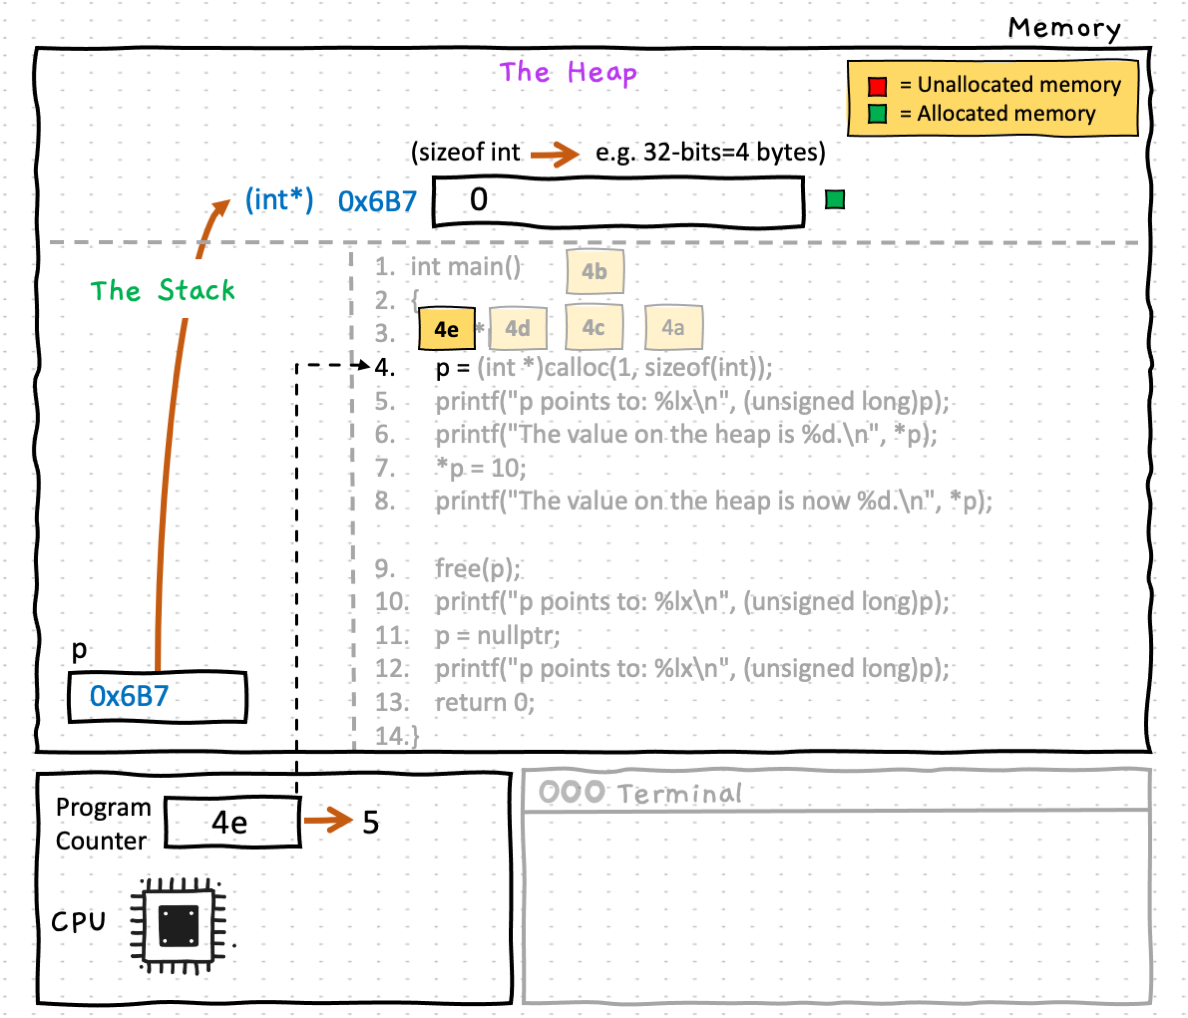 Memory
The Heap
= Unallocated memory
= Allocated memory
(sizeof int e.g. 32-bits=4 bytes)
(int*) 0x6B7 0
The Stack
1. int main() 4b
2. {
3. 4e * 4d 4c 4a
4. p = (int *)calloc(1, sizeof(int));
5. printf("p points to: %lx\n", (unsigned long)p);
6. printf("The value on the heap is %d.\n", *p);
7. *p = 10;
8. printf("The value on the heap is now %d.\n", *p);
9. free(p);
10. printf("p points to: %lx\n", (unsigned long)p);
11. p = nullptr;
12. printf("p points to: %lx\n", (unsigned long)p);
13. return 0;
14.}
p
0x6B7
Program
Counter
4e 5
CPU
Terminal